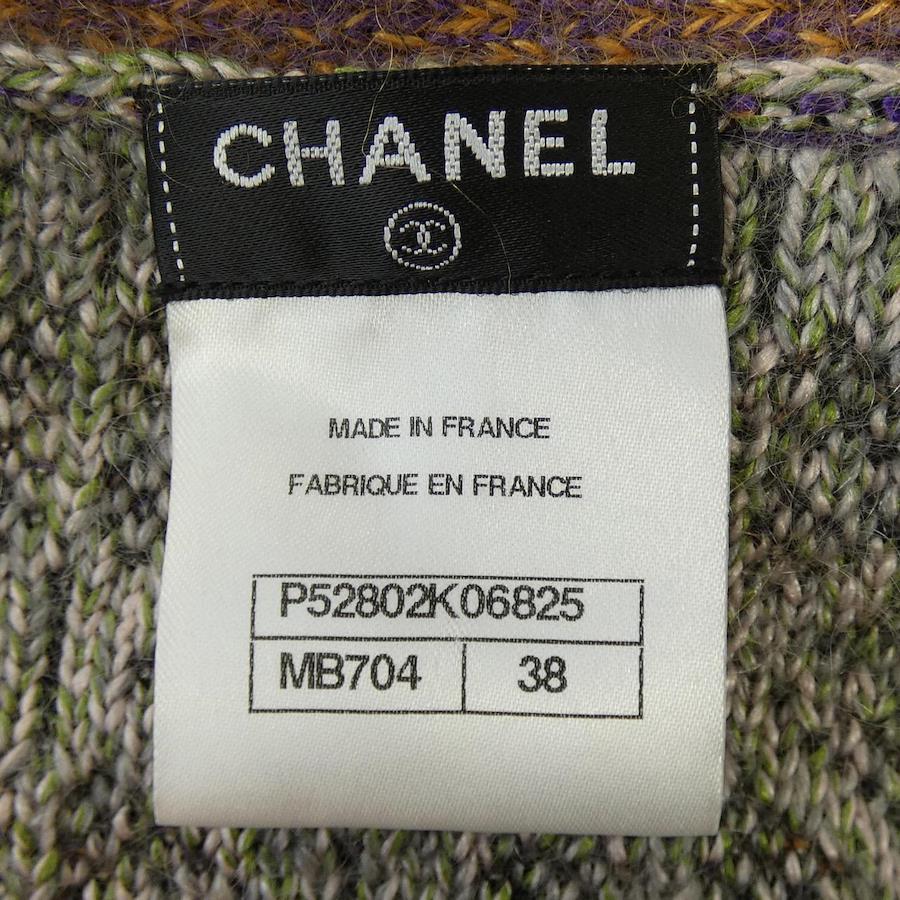 CHANEL
MADE IN FRANCE
FABRIQUE EN FRANCE
P52802K06825
MB704 38